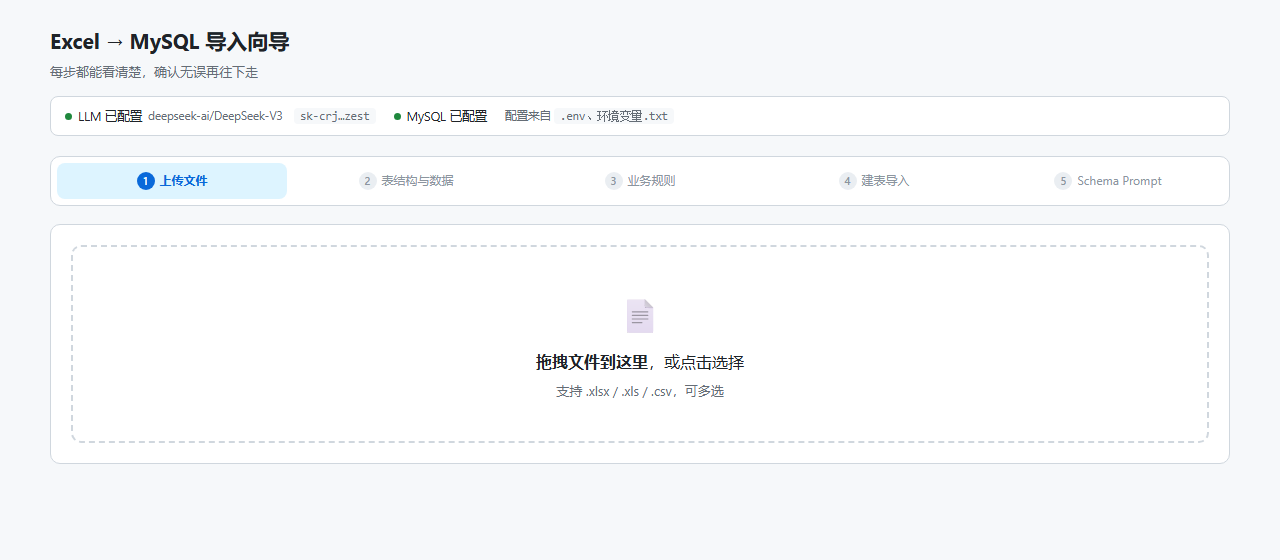 Excel → MySQL 导入向导
每步都能看清楚，确认无误再往下走
LLM 已配置 deepseek-ai/DeepSeek-V3 sk-crj…zest MySQL 已配置 配置来自 .env、环境变量.txt
1 上传文件 2 表结构与数据 3 业务规则 4 建表导入 5 Schema Prompt
拖拽文件到这里，或点击选择
支持 .xlsx / .xls / .csv，可多选